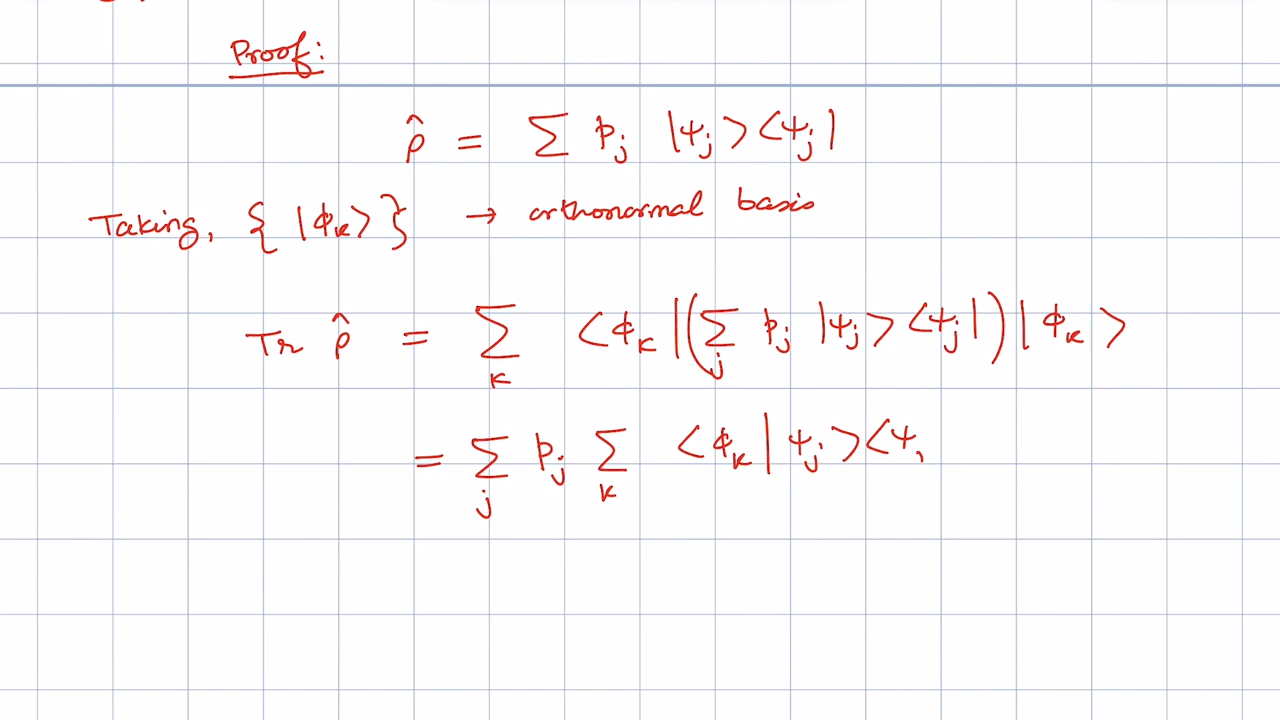 Proof:
ρ̂ = ∑ pⱼ |ψⱼ> <ψⱼ|
Taking, { |ϕₖ> } → orthonormal basis
Tr ρ̂ = ∑ₖ <ϕₖ|(∑ⱼ pⱼ |ψⱼ> <ψⱼ|)|ϕₖ>
= ∑ⱼ pⱼ ∑ₖ <ϕₖ|ψⱼ><ψ